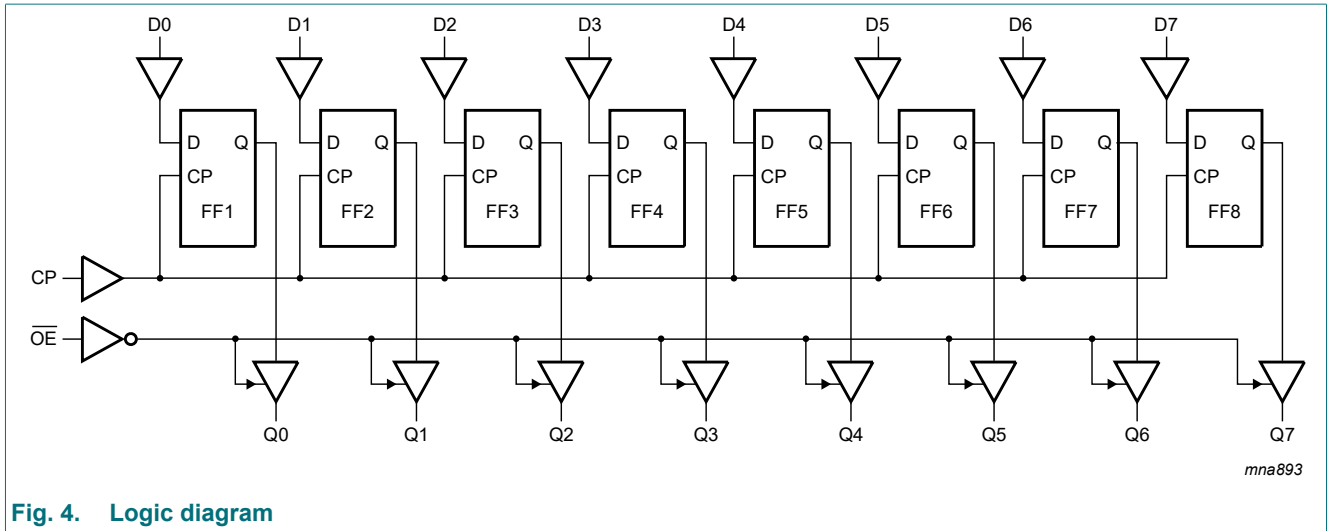 D0 D1 D2 D3 D4 D5 D6 D7
D Q D Q D Q D Q D Q D Q D Q D Q
CP CP CP CP CP CP CP CP
FF1 FF2 FF3 FF4 FF5 FF6 FF7 FF8
CP
O̅E̅
Q0 Q1 Q2 Q3 Q4 Q5 Q6 Q7
mna893
Fig. 4. Logic diagram